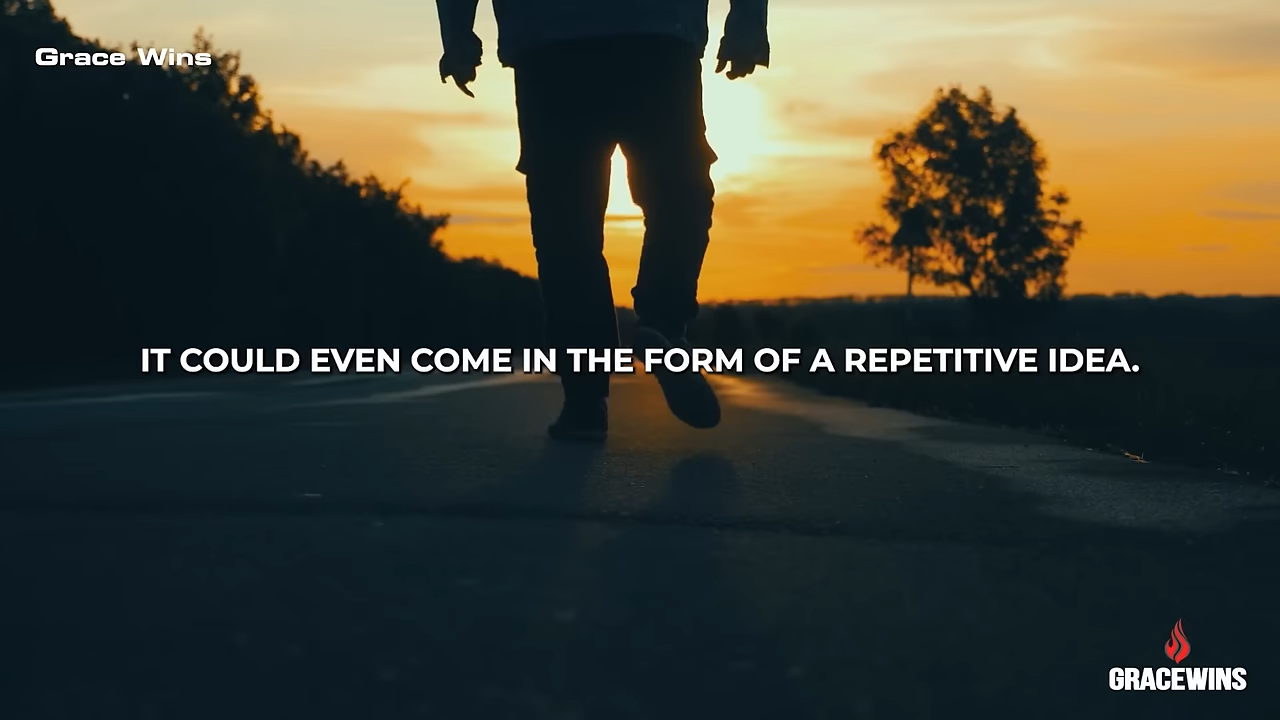 Grace Wins
IT COULD EVEN COME IN THE FORM OF A REPETITIVE IDEA.
GRACEWINS